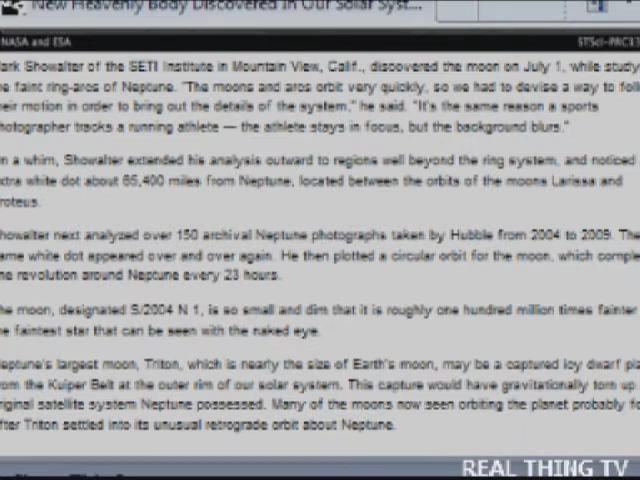 New Heavenly Body Discovered In Our Solar Syst...
NASA and ESA STScI-PRC13
ark Showalter of the SETI Institute in Mountain View, Calif., discovered the moon on July 1, while study
e faint ring-arcs of Neptune. "The moons and arcs orbit very quickly, so we had to devise a way to foll
heir motion in order to bring out the details of the system," he said. "It's the same reason a sports
hotographer tracks a running athlete — the athlete stays in focus, but the background blurs."
n a whim, Showalter extended his analysis outward to regions well beyond the ring system, and noticed
xtra white dot about 65,400 miles from Neptune, located between the orbits of the moons Larissa and
roteus.
howalter next analyzed over 150 archival Neptune photographs taken by Hubble from 2004 to 2009. The
ame white dot appeared over and over again. He then plotted a circular orbit for the moon, which comple
ne revolution around Neptune every 23 hours.
he moon, designated S/2004 N 1, is so small and dim that it is roughly one hundred million times fainter
he faintest star that can be seen with the naked eye.
eptune's largest moon, Triton, which is nearly the size of Earth's moon, may be a captured icy dwarf pla
rom the Kuiper Belt at the outer rim of our solar system. This capture would have gravitationally torn up
riginal satellite system Neptune possessed. Many of the moons now seen orbiting the planet probably fo
fter Triton settled into its unusual retrograde orbit about Neptune.
REAL THING TV